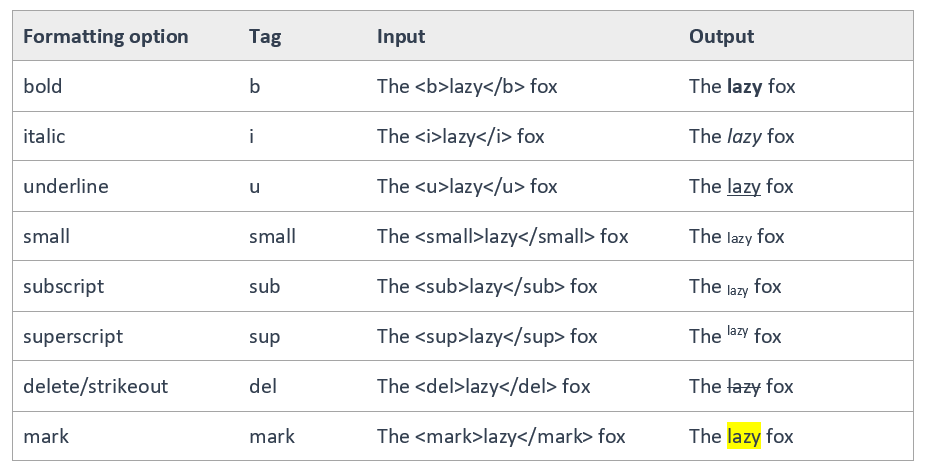 Formatting option Tag Input Output
bold b The <b>lazy</b> fox The lazy fox
italic i The <i>lazy</i> fox The lazy fox
underline u The <u>lazy</u> fox The lazy fox
small small The <small>lazy</small> fox The lazy fox
subscript sub The <sub>lazy</sub> fox The lazy fox
superscript sup The <sup>lazy</sup> fox The lazy fox
delete/strikeout del The <del>lazy</del> fox The lazy fox
mark mark The <mark>lazy</mark> fox The lazy fox